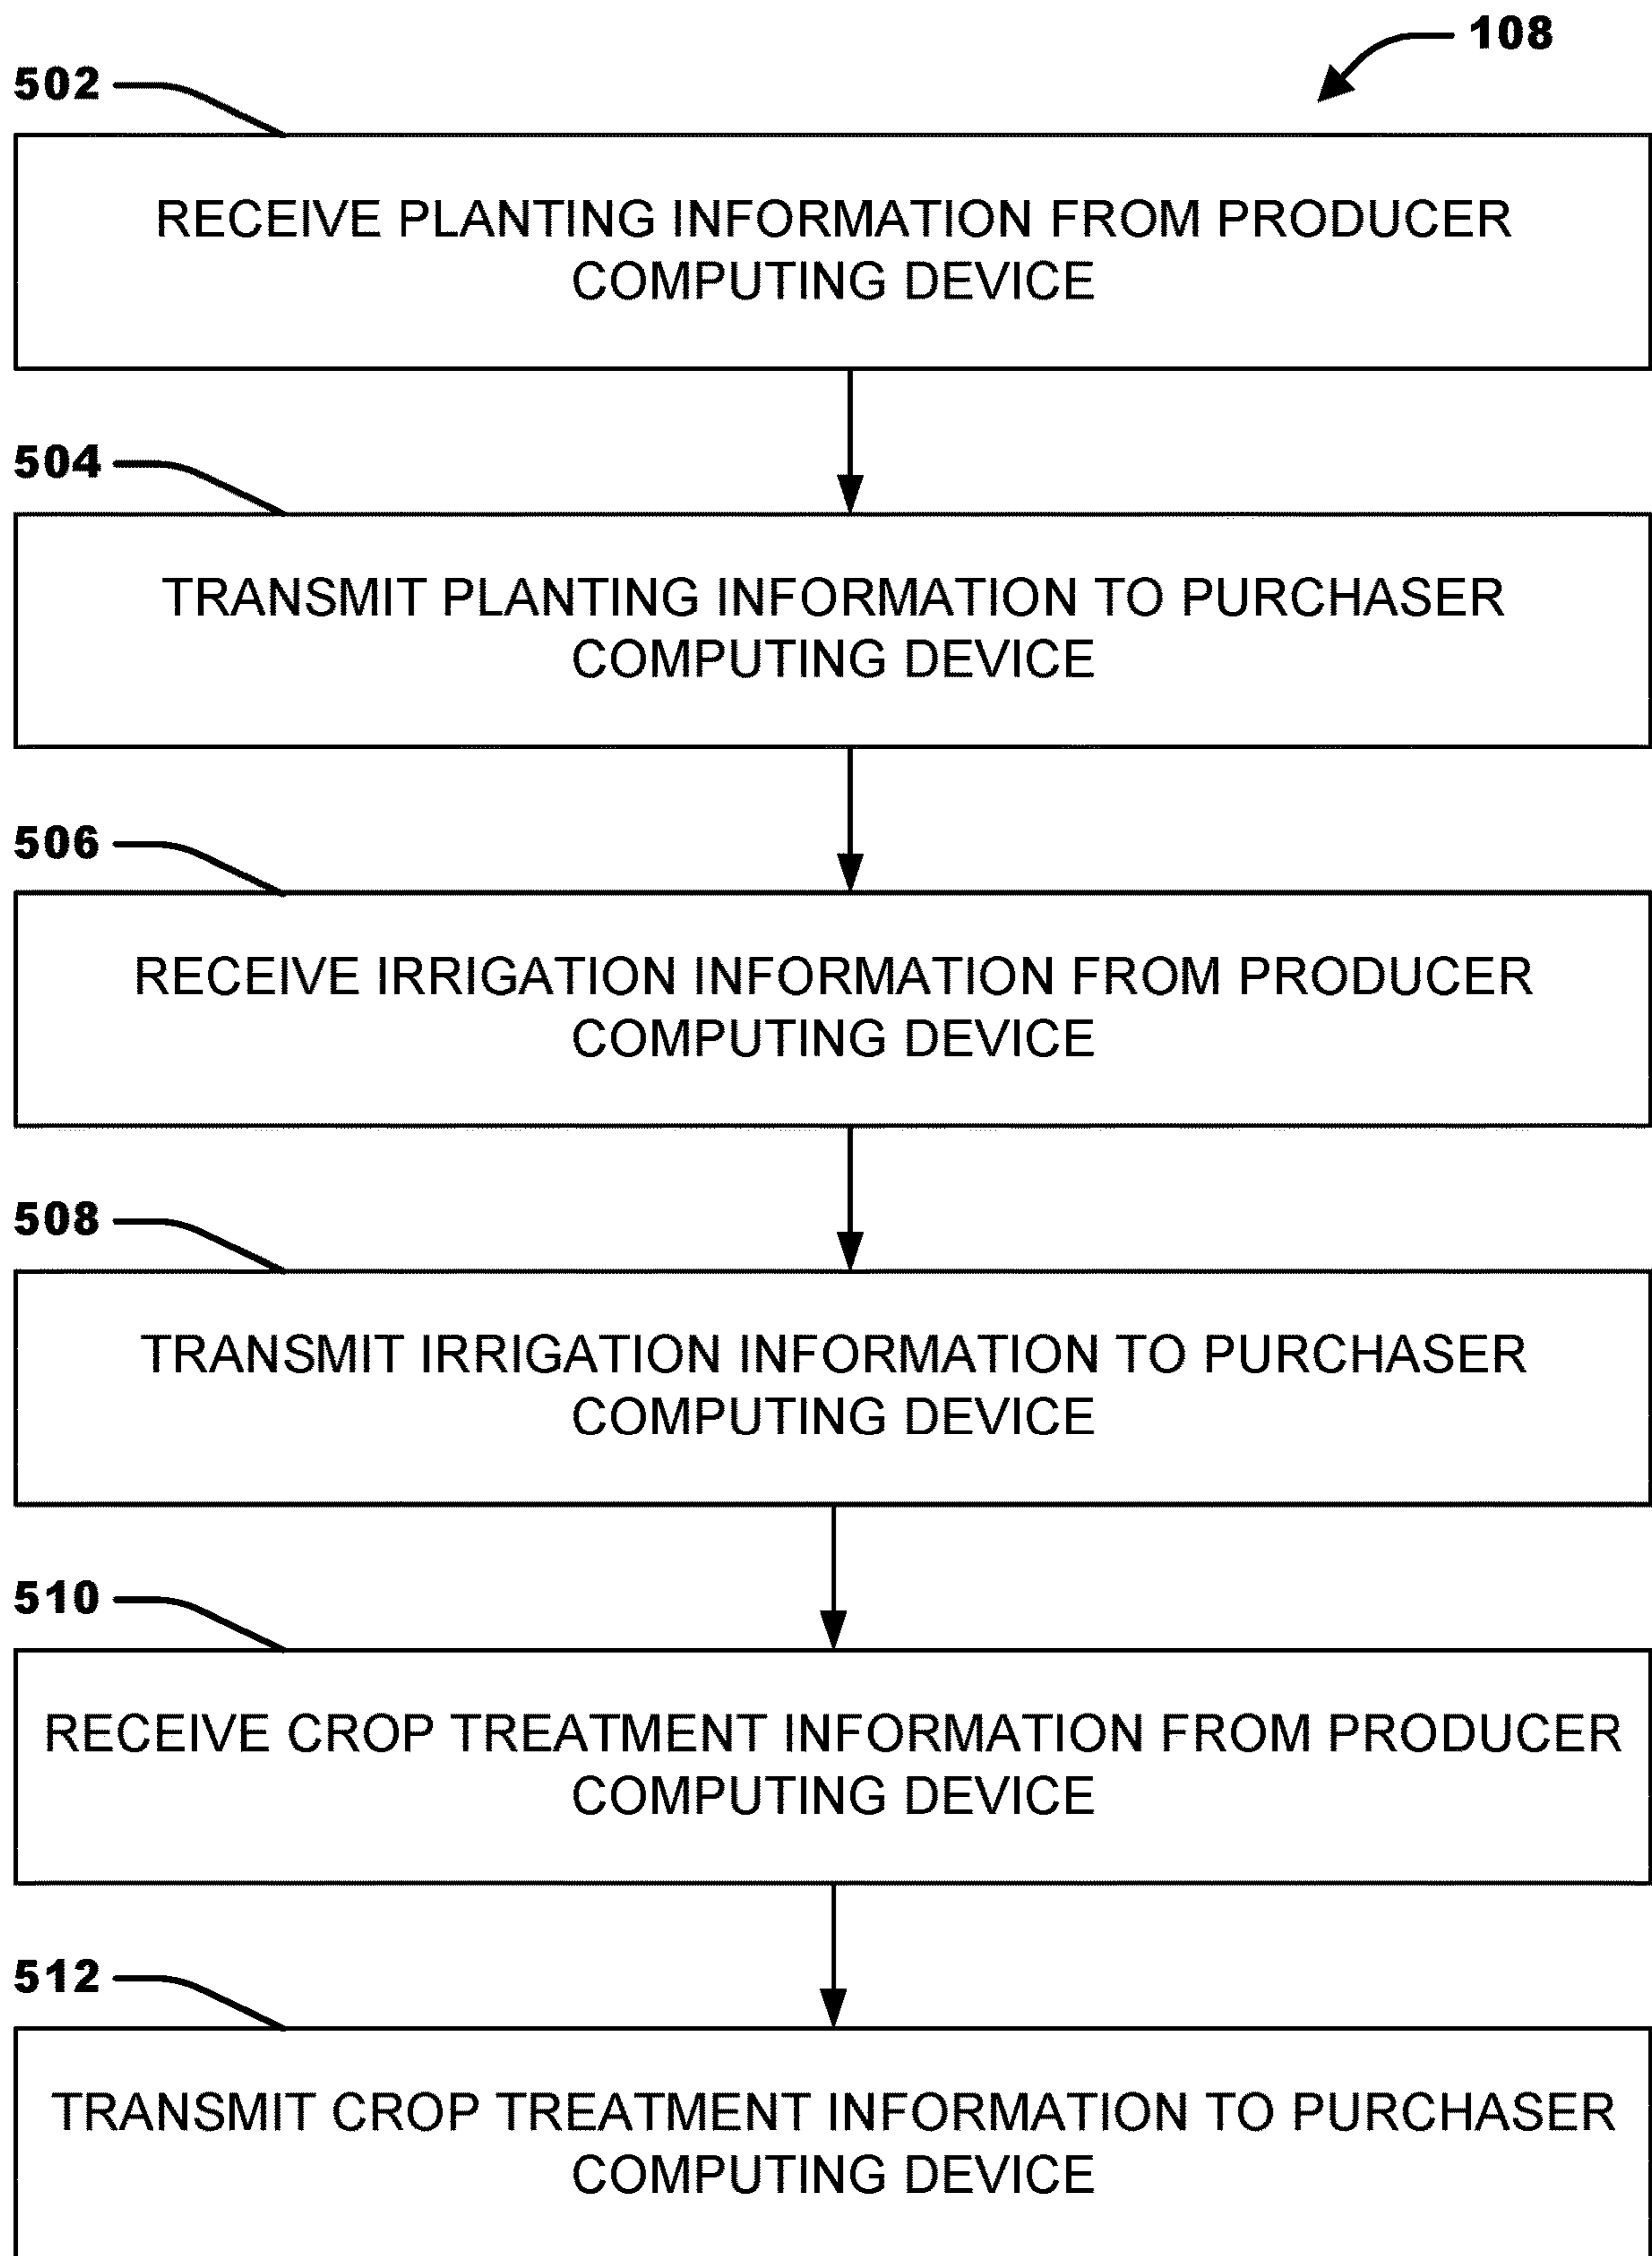 108
502
RECEIVE PLANTING INFORMATION FROM PRODUCER
COMPUTING DEVICE
504
TRANSMIT PLANTING INFORMATION TO PURCHASER
COMPUTING DEVICE
506
RECEIVE IRRIGATION INFORMATION FROM PRODUCER
COMPUTING DEVICE
508
TRANSMIT IRRIGATION INFORMATION TO PURCHASER
COMPUTING DEVICE
510
RECEIVE CROP TREATMENT INFORMATION FROM PRODUCER
COMPUTING DEVICE
512
TRANSMIT CROP TREATMENT INFORMATION TO PURCHASER
COMPUTING DEVICE